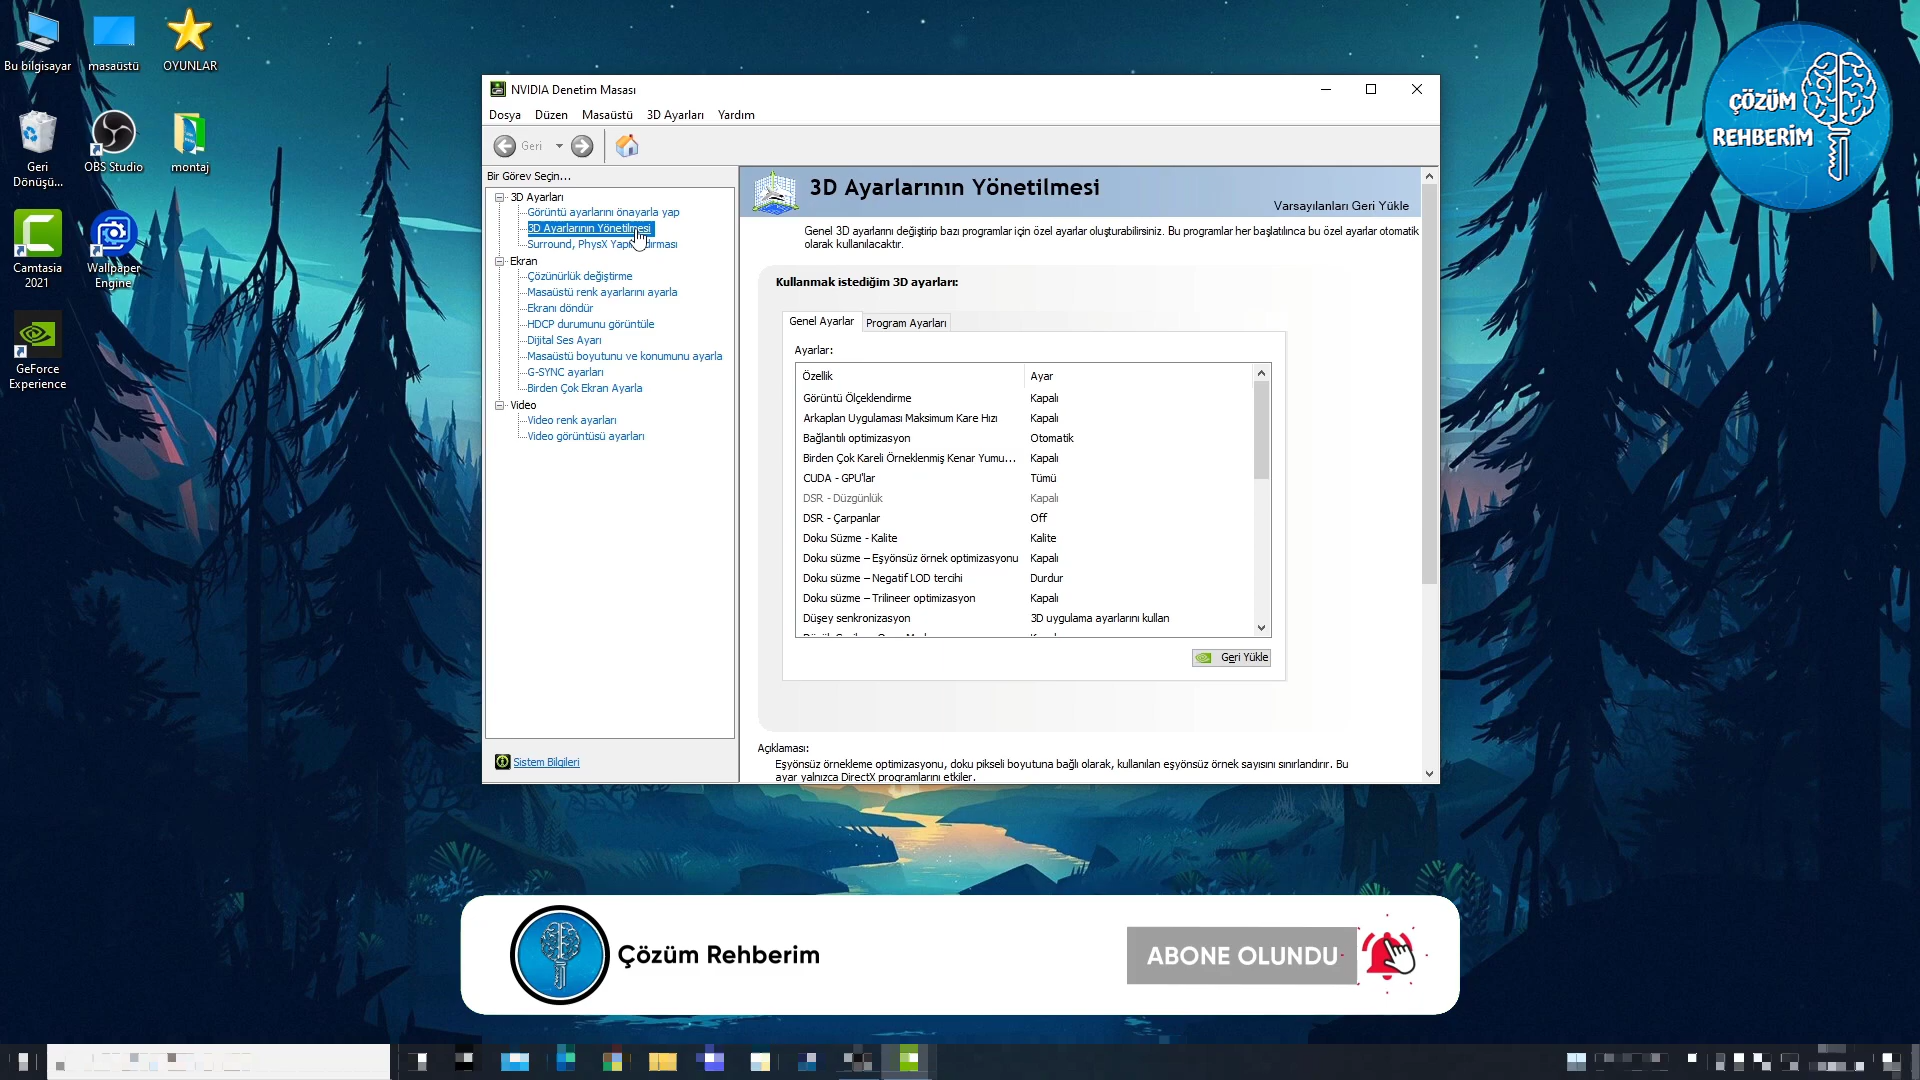 Bu bilgisayar
masaüstü
OYUNLAR
Geri
Dönüşü...
OBS Studio
montaj
Camtasia
2021
Wallpaper
Engine
GeForce
Experience
ÇÖZÜM
REHBERİM
NVIDIA Denetim Masası
Dosya Düzen Masaüstü 3D Ayarları Yardım
Geri
Bir Görev Seçin...
3D Ayarları
Görüntü ayarlarını önayarla yap
3D Ayarlarının Yönetilmesi
Surround, PhysX
Ekran
Çözünürlük değiştirme
Masaüstü renk ayarlarını ayarla
Ekranı döndür
HDCP durumunu görüntüle
Dijital Ses Ayarı
Masaüstü boyutunu ve konumunu ayarla
G-SYNC ayarları
Birden Çok Ekran Ayarla
Video
Video renk ayarları
Video görüntüsü ayarları
Sistem Bilgileri
3D Ayarlarının Yönetilmesi
Varsayılanları Geri Yükle
Genel 3D ayarlarını değiştirip bazı programlar için özel ayarlar oluşturabilirsiniz. Bu programlar her başlatılınca bu özel ayarlar otomatik
olarak kullanılacaktır.
Kullanmak istediğim 3D ayarları:
Genel Ayarlar Program Ayarları
Ayarlar:
Özellik Ayar
Görüntü Ölçeklendirme Kapalı
Arkaplan Uygulaması Maksimum Kare Hızı Kapalı
Bağlantılı optimizasyon Otomatik
Birden Çok Kareli Örneklenmiş Kenar Yumu... Kapalı
CUDA - GPU'lar Tümü
DSR - Düzgünlük Kapalı
DSR - Çarpanlar Off
Doku Süzme - Kalite Kalite
Doku süzme – Eşyönsüz örnek optimizasyonu Kapalı
Doku süzme – Negatif LOD tercihi Durdur
Doku süzme – Trilineer optimizasyon Kapalı
Düşey senkronizasyon 3D uygulama ayarlarını kullan
Geri Yükle
Açıklaması:
Eşyönsüz örnekleme optimizasyonu, doku pikseli boyutuna bağlı olarak, kullanılan eşyönsüz örnek sayısını sınırlandırır. Bu
ayar yalnızca DirectX programlarını etkiler.
Çözüm Rehberim
ABONE OLUNDU